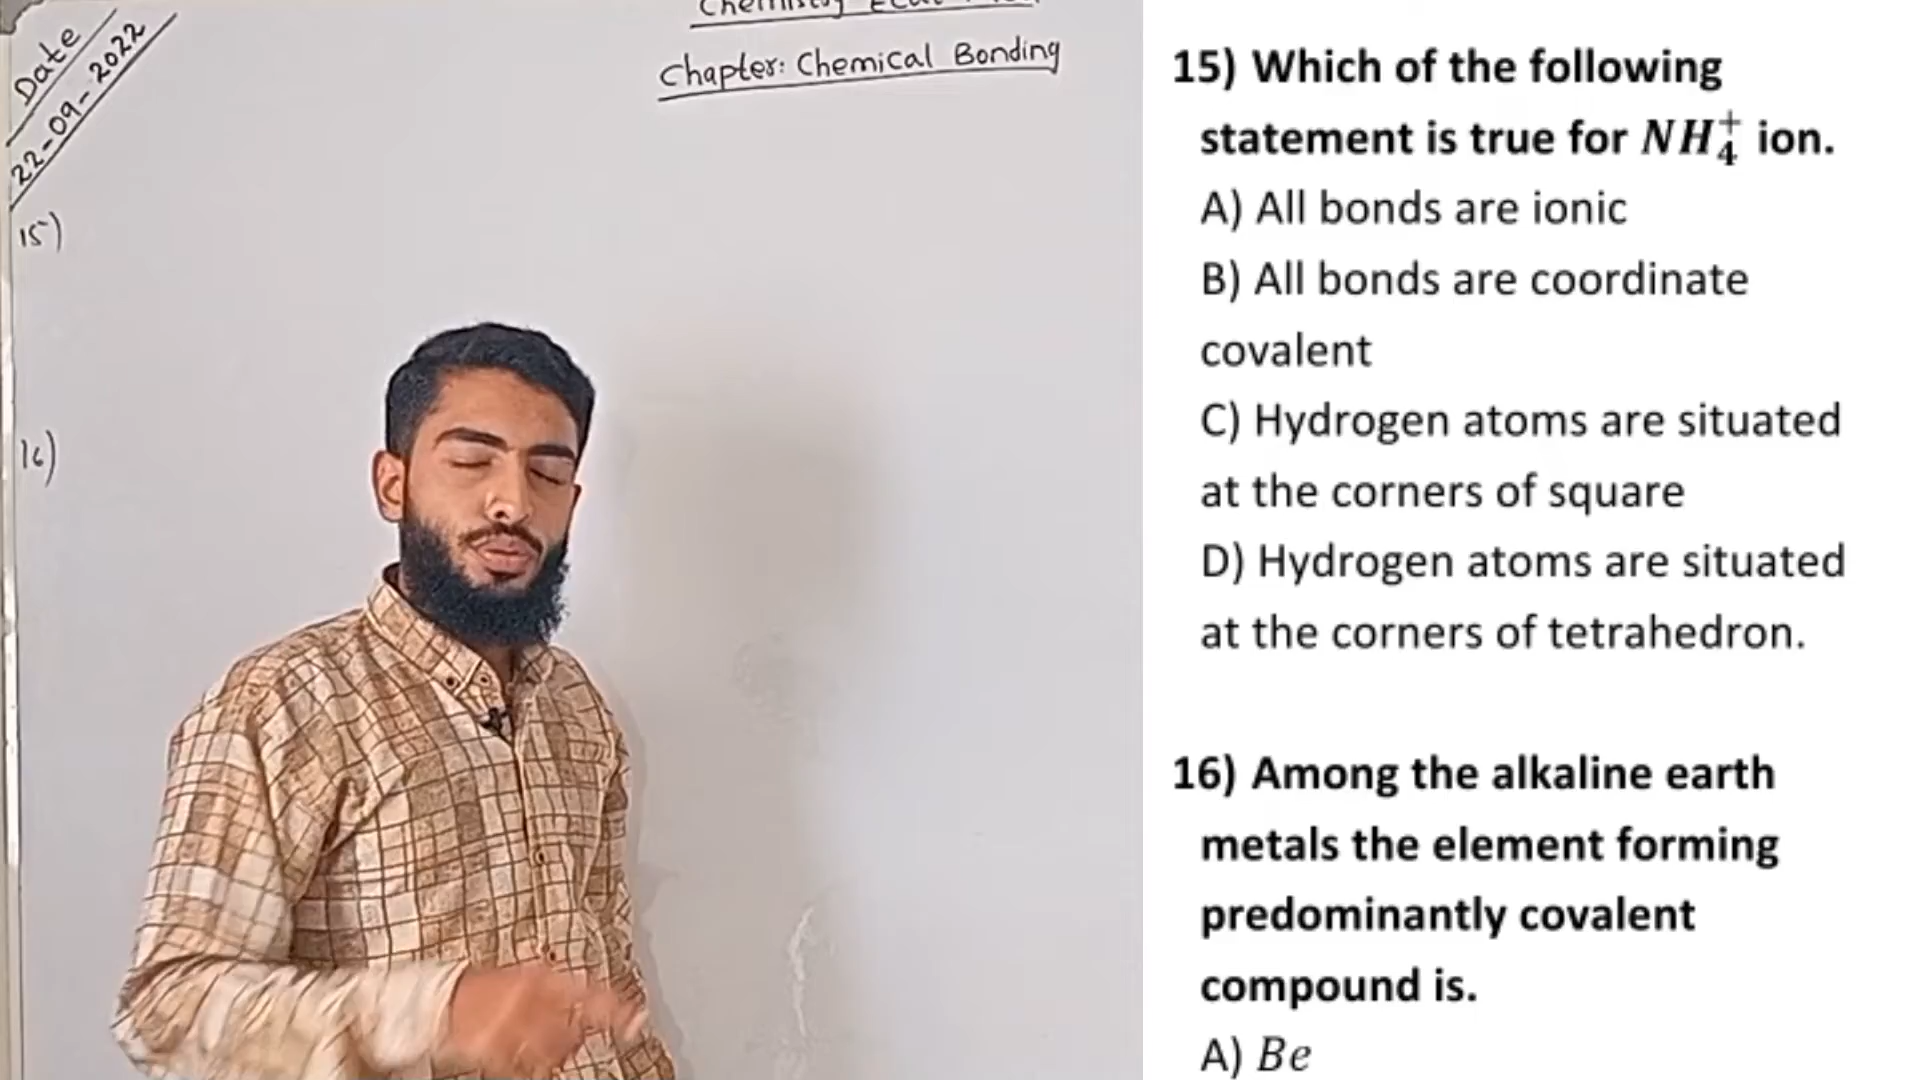 Date
22-09-2022
Chemistry
Chapter: Chemical Bonding
15)
16)
15) Which of the following
statement is true for NH₄⁺ ion.
A) All bonds are ionic
B) All bonds are coordinate
covalent
C) Hydrogen atoms are situated
at the corners of square
D) Hydrogen atoms are situated
at the corners of tetrahedron.
16) Among the alkaline earth
metals the element forming
predominantly covalent
compound is.
A) Be